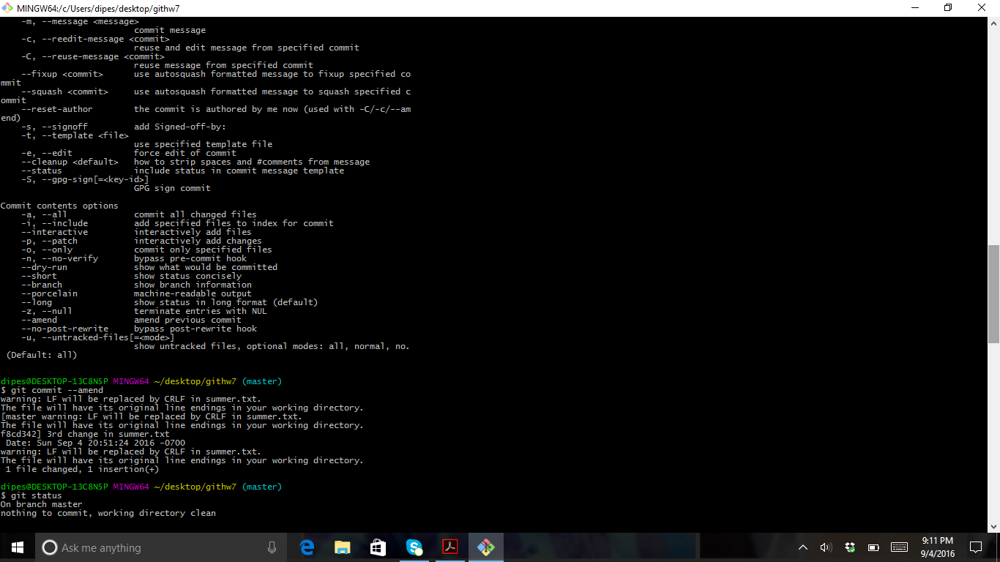 MINGW64:/c/Users/dipes/desktop/githw7
    -m, --message <message>
                          commit message
    -c, --reedit-message <commit>
                          reuse and edit message from specified commit
    -C, --reuse-message <commit>
                          reuse message from specified commit
    --fixup <commit>      use autosquash formatted message to fixup specified co
mmit
    --squash <commit>     use autosquash formatted message to squash specified c
ommit
    --reset-author        the commit is authored by me now (used with -C/-c/--am
end)
    -s, --signoff         add Signed-off-by:
    -t, --template <file>
                          use specified template file
    -e, --edit            force edit of commit
    --cleanup <default>   how to strip spaces and #comments from message
    --status              include status in commit message template
    -S, --gpg-sign[=<key-id>]
                          GPG sign commit

Commit contents options
    -a, --all             commit all changed files
    -i, --include         add specified files to index for commit
    --interactive         interactively add files
    -p, --patch           interactively add changes
    -o, --only            commit only specified files
    -n, --no-verify       bypass pre-commit hook
    --dry-run             show what would be committed
    --short               show status concisely
    --branch              show branch information
    --porcelain           machine-readable output
    --long                show status in long format (default)
    -z, --null            terminate entries with NUL
    --amend               amend previous commit
    --no-post-rewrite     bypass post-rewrite hook
    -u, --untracked-files[=<mode>]
                          show untracked files, optional modes: all, normal, no.
 (Default: all)

dipes@DESKTOP-13C8N5P MINGW64 ~/desktop/githw7 (master)
$ git commit --amend
warning: LF will be replaced by CRLF in summer.txt.
The file will have its original line endings in your working directory.
[master warning: LF will be replaced by CRLF in summer.txt.
The file will have its original line endings in your working directory.
f8cd342] 3rd change in summer.txt
 Date: Sun Sep 4 20:51:24 2016 -0700
warning: LF will be replaced by CRLF in summer.txt.
The file will have its original line endings in your working directory.
 1 file changed, 1 insertion(+)

dipes@DESKTOP-13C8N5P MINGW64 ~/desktop/githw7 (master)
$ git status
On branch master
nothing to commit, working directory clean
Ask me anything
9:11 PM
9/4/2016